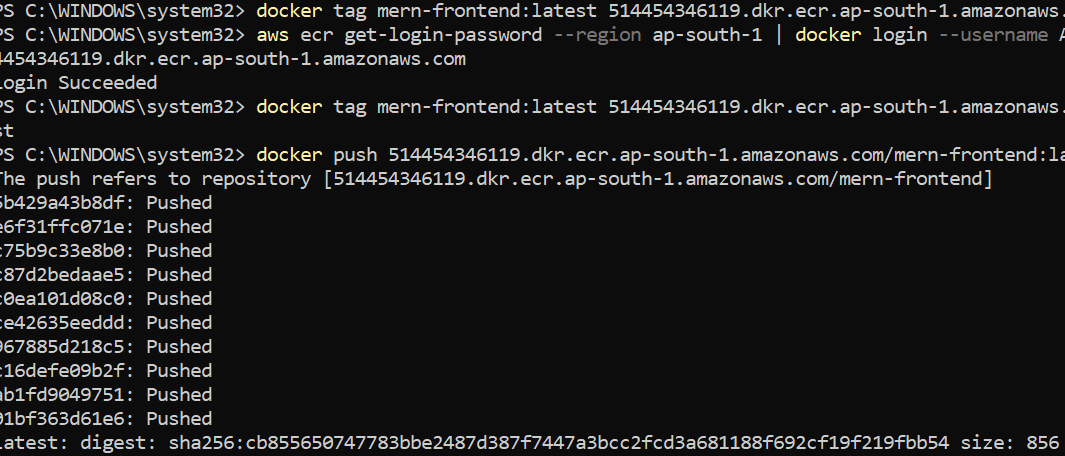 PS C:\WINDOWS\system32> docker tag mern-frontend:latest 514454346119.dkr.ecr.ap-south-1.amazonaws.
PS C:\WINDOWS\system32> aws ecr get-login-password --region ap-south-1 | docker login --username A
4454346119.dkr.ecr.ap-south-1.amazonaws.com
Login Succeeded
PS C:\WINDOWS\system32> docker tag mern-frontend:latest 514454346119.dkr.ecr.ap-south-1.amazonaws.
st
PS C:\WINDOWS\system32> docker push 514454346119.dkr.ecr.ap-south-1.amazonaws.com/mern-frontend:la
The push refers to repository [514454346119.dkr.ecr.ap-south-1.amazonaws.com/mern-frontend]
5b429a43b8df: Pushed
e6f31ffc071e: Pushed
c75b9c33e8b0: Pushed
c87d2bedaae5: Pushed
c0ea101d08c0: Pushed
ce42635eeddd: Pushed
967885d218c5: Pushed
c16defe09b2f: Pushed
ab1fd9049751: Pushed
01bf363d61e6: Pushed
latest: digest: sha256:cb855650747783bbe2487d387f7447a3bcc2fcd3a681188f692cf19f219fbb54 size: 856